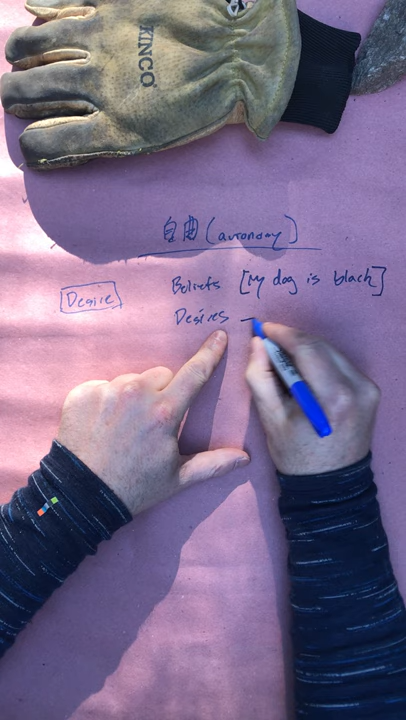 KINCO®
自由 (autonomy)
Beliefs [My dog is black]
Desire
Desires –